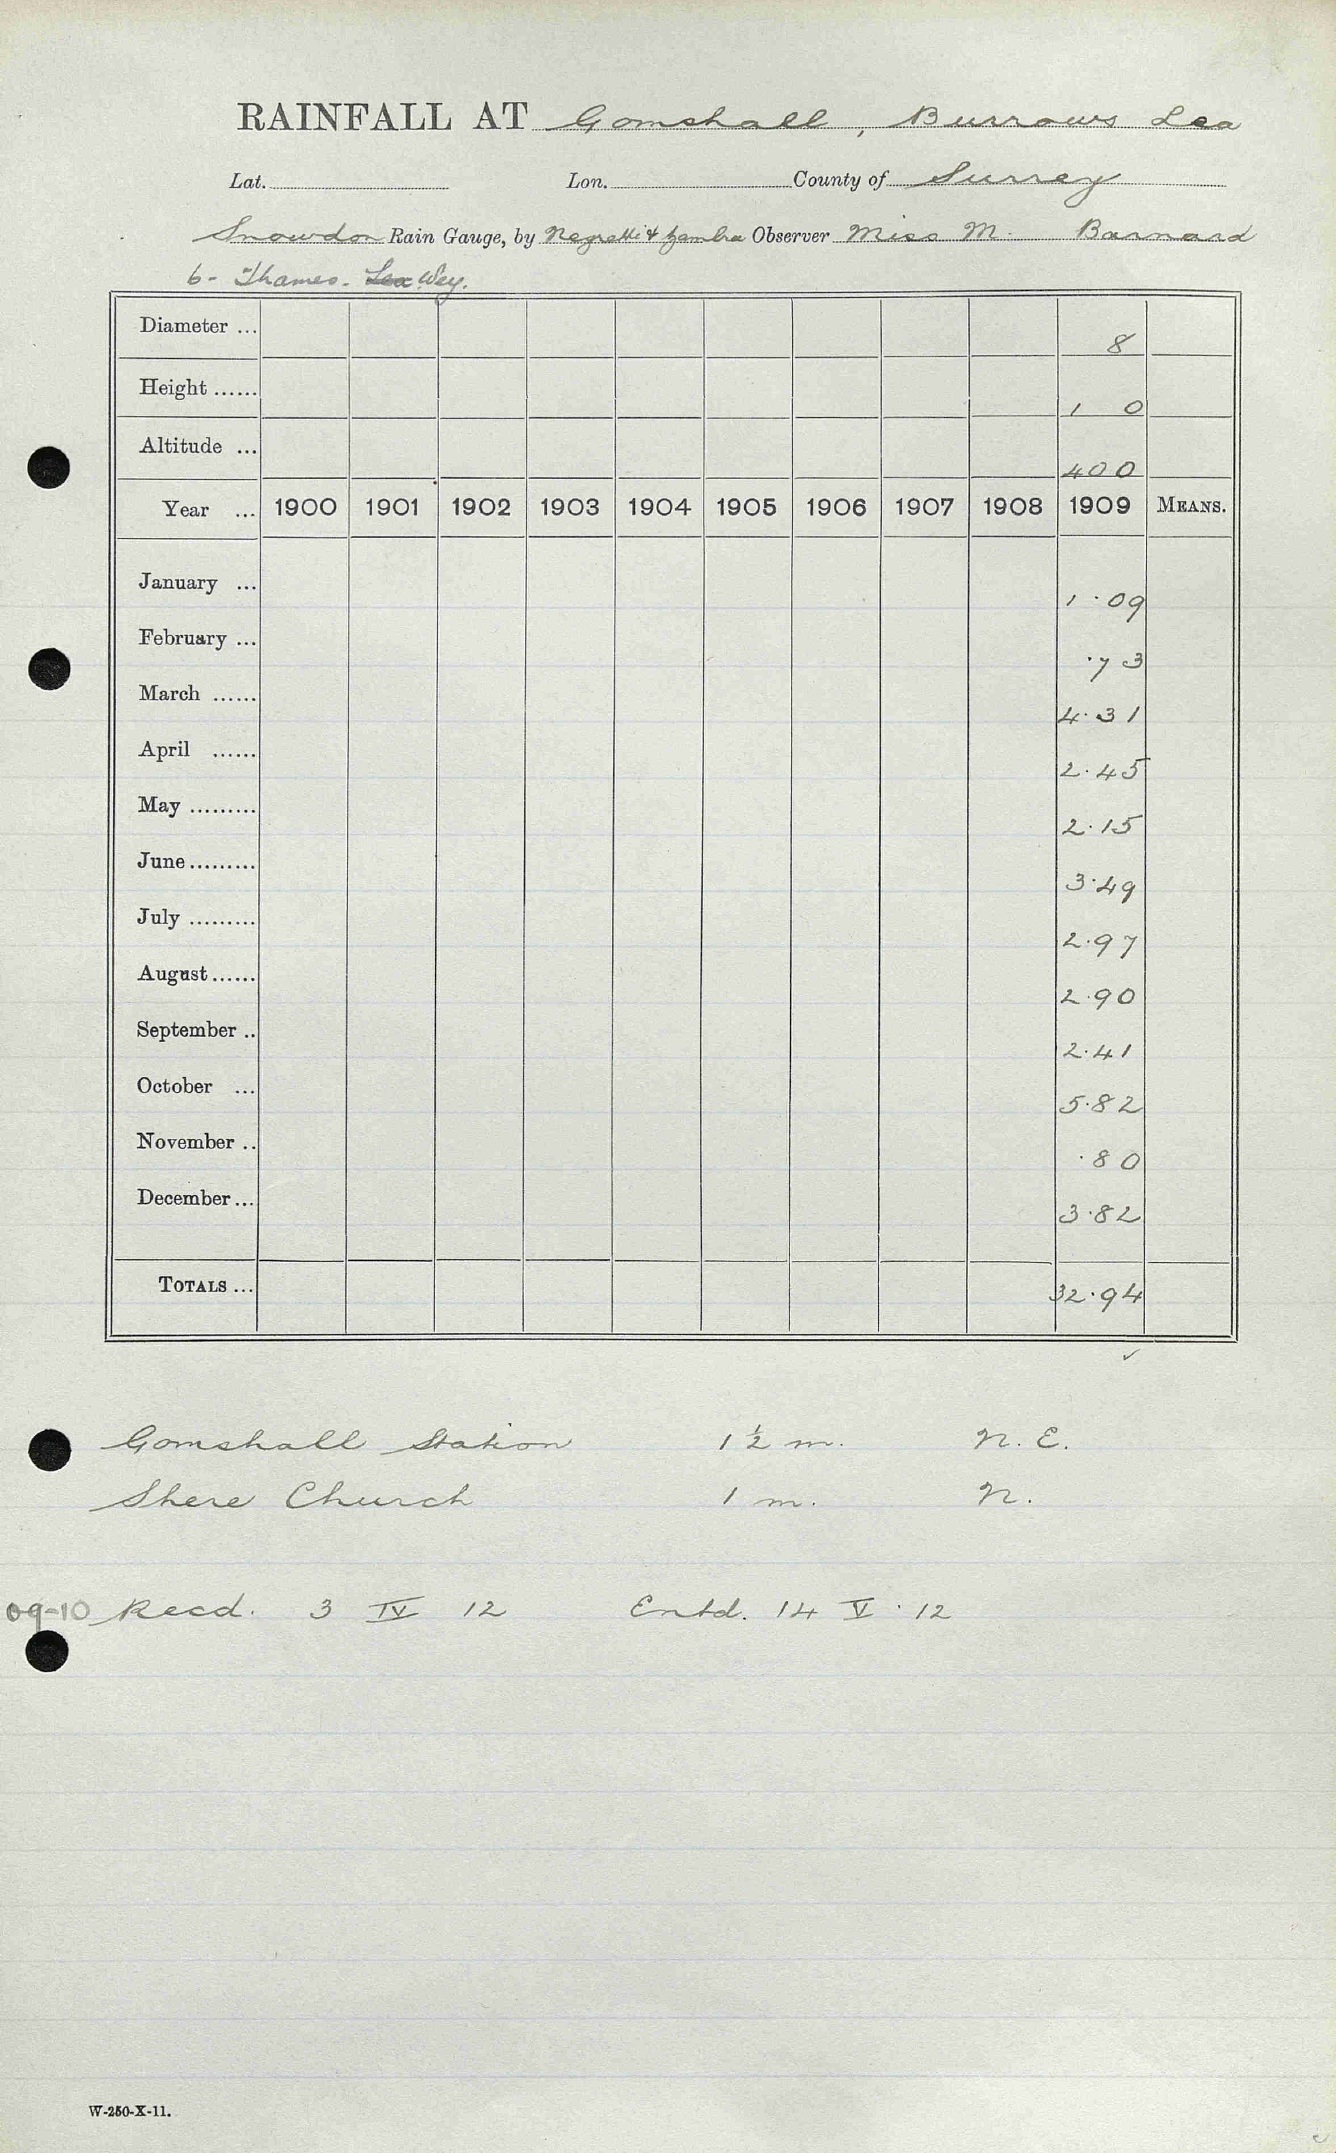 RAINFALL AT Gomshall, Burrows Lea
Lat. Lon. County of Surrey
Snowdon Rain Gauge, by Negretti & Zambra Observer Miss M. Barnard
6 - Thames. Lea Wey.
Diameter ... 8
Height ...... 1 0
Altitude ... 400
Year ... 1900 1901 1902 1903 1904 1905 1906 1907 1908 1909 MEANS.
January ... 1.09
February ... .73
March ...... 4.31
April ...... 2.45
May ......... 2.15
June ......... 3.49
July ......... 2.97
August ...... 2.90
September .. 2.41
October ... 5.82
November .. .80
December ... 3.82
TOTALS ... 32.94
✓
Gomshall Station 1 ½ m. N. E.
Shere Church 1 m. N.
09-10 Recd. 3 IV 12 Entd. 14 V . 12
W-250-X-11.